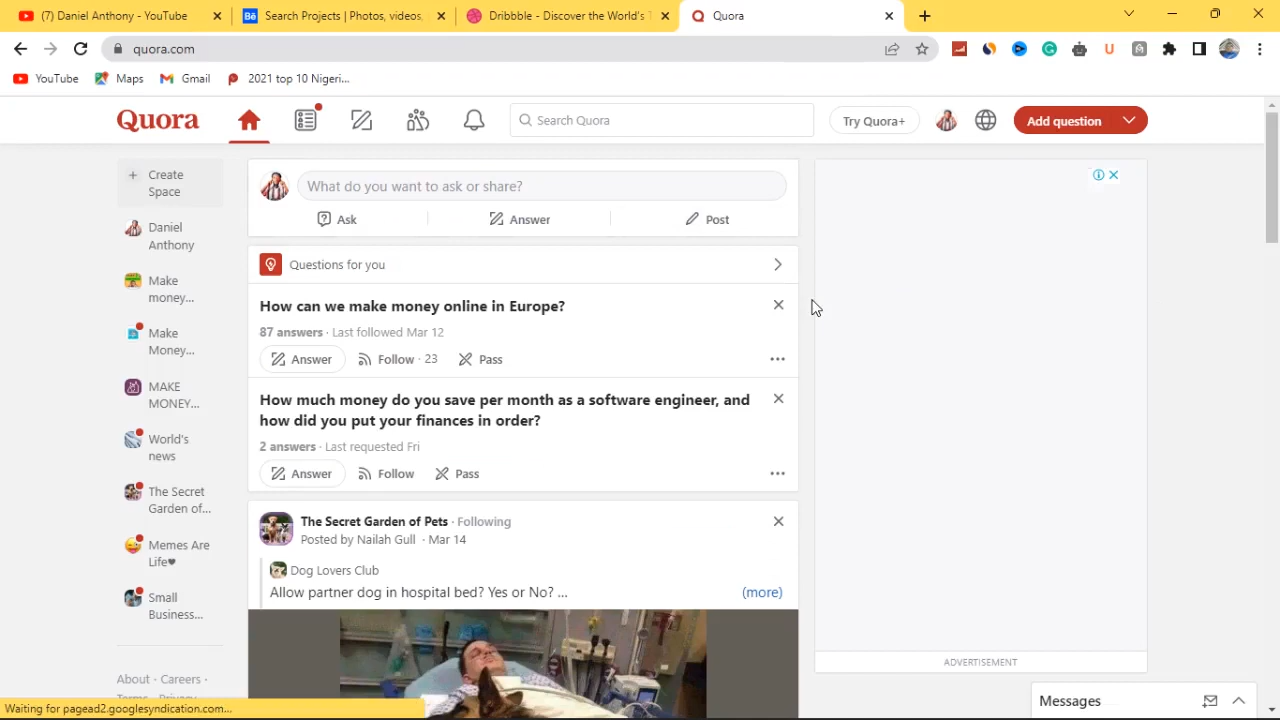 (7) Daniel Anthony - YouTube
Search Projects | Photos, videos,
Dribbble - Discover the World's T
Quora
quora.com
YouTube
Maps
Gmail
2021 top 10 Nigeri...
Quora
Search Quora
Try Quora+
Add question
+ Create
Space
Daniel
Anthony
Make
money...
Make
Money...
MAKE
MONEY...
World's
news
The Secret
Garden of...
Memes Are
Life♥
Small
Business...
About · Careers ·
Terms · Privacy
What do you want to ask or share?
Ask
Answer
Post
Questions for you
How can we make money online in Europe?
87 answers · Last followed Mar 12
Answer
Follow · 23
Pass
How much money do you save per month as a software engineer, and
how did you put your finances in order?
2 answers · Last requested Fri
Answer
Follow
Pass
The Secret Garden of Pets · Following
Posted by Nailah Gull · Mar 14
Dog Lovers Club
Allow partner dog in hospital bed? Yes or No? ...
(more)
ADVERTISEMENT
Messages
Waiting for pagead2.googlesyndication.com...